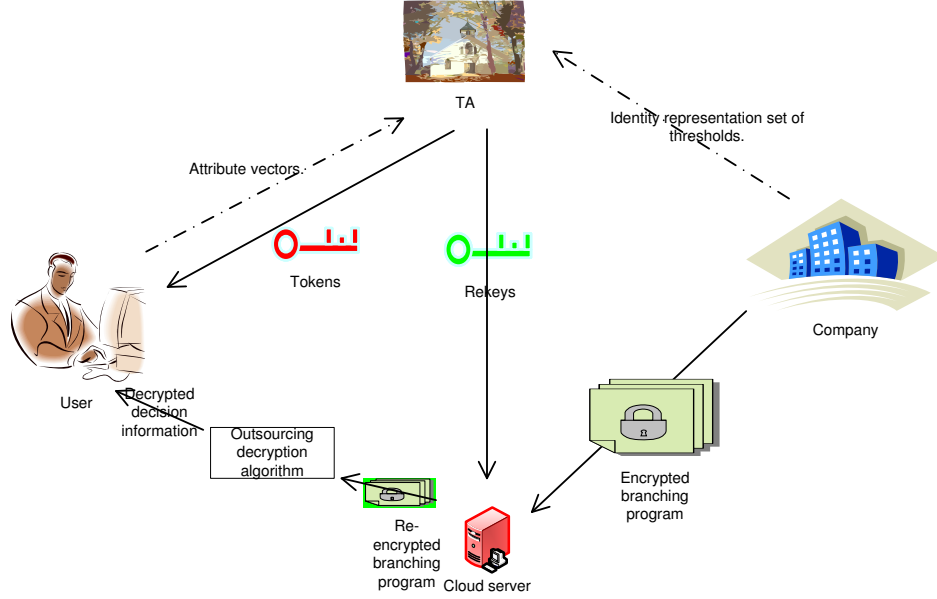 TA
Identity representation set of
thresholds.
Attribute vectors.
Tokens
Rekeys
Company
User
Decrypted
decision
information
Outsourcing
decryption
algorithm
Encrypted
branching
program
Re-
encrypted
branching
program
Cloud server